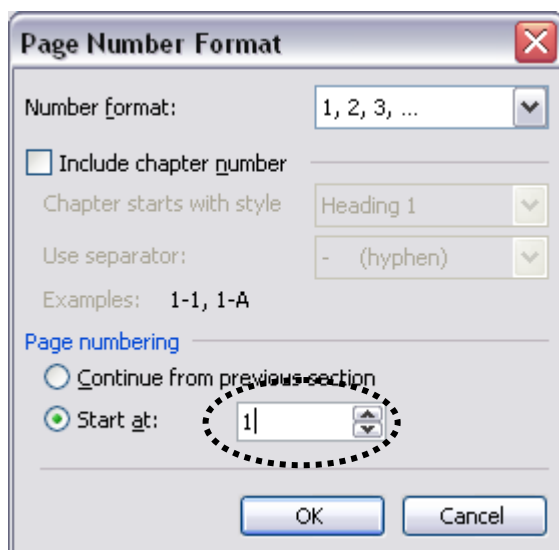 Page Number Format
Number format: 1, 2, 3, ...
Include chapter number
Chapter starts with style Heading 1
Use separator: - (hyphen)
Examples: 1-1, 1-A
Page numbering
Continue from previous section
Start at: 1
OK Cancel